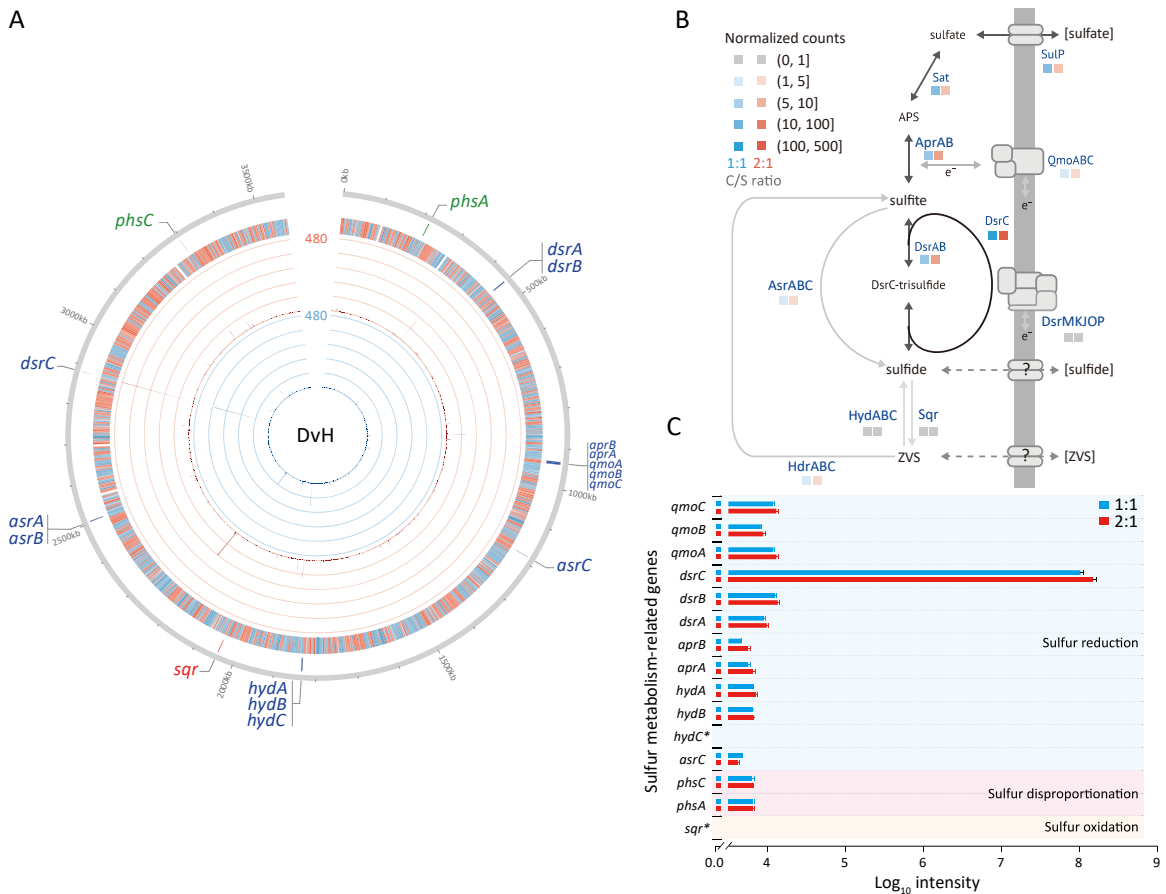 A
0kb
500kb
1000kb
1500kb
2000kb
2500kb
3000kb
3500kb
phsC
phsA
dsrA
dsrB
480
480
dsrC
DvH
aprB
aprA
qmoA
qmoB
qmoC
asrA
asrB
asrC
sqr
hydA
hydB
hydC
B
Normalized counts
(0, 1]
(1, 5]
(5, 10]
(10, 100]
(100, 500]
1:1 2:1
C/S ratio
sulfate
[sulfate]
SulP
Sat
APS
AprAB
e⁻
QmoABC
e⁻
sulfite
DsrC
DsrAB
AsrABC
DsrC-trisulfide
DsrMKJOP
e⁻
sulfide
?
[sulfide]
HydABC
Sqr
ZVS
?
[ZVS]
HdrABC
C
Sulfur metabolism-related genes
qmoC
qmoB
qmoA
dsrC
dsrB
dsrA
aprB
aprA
hydA
hydB
hydC*
asrC
phsC
phsA
sqr*
1:1
2:1
Sulfur reduction
Sulfur disproportionation
Sulfur oxidation
0.0 4 5 6 7 8 9
Log₁₀ intensity